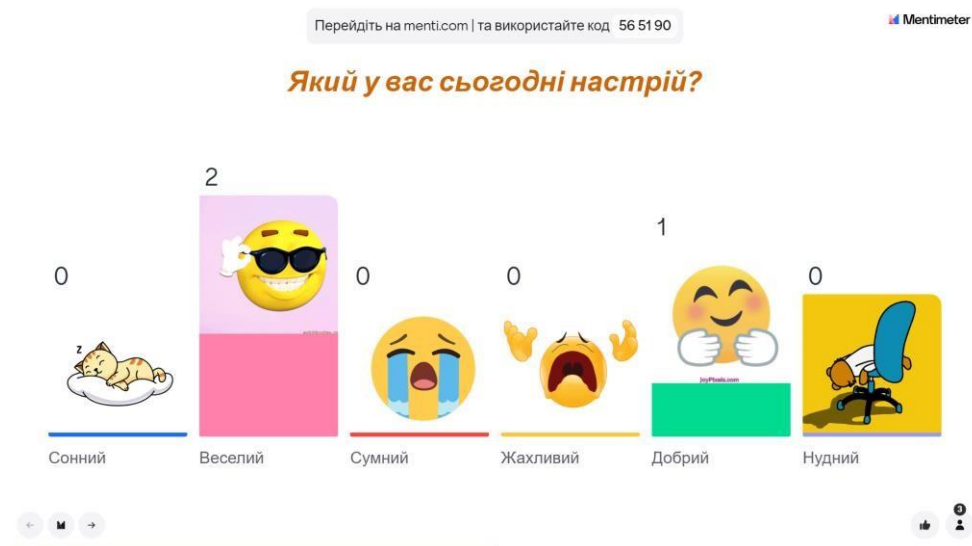 Перейдіть на menti.com | та використайте код 56 51 90
Mentimeter
Який у вас сьогодні настрій?
2
1
0
0
0
0
z
JoyPixels.com
Сонний
Веселий
Сумний
Жахливий
Добрий
Нудний
3